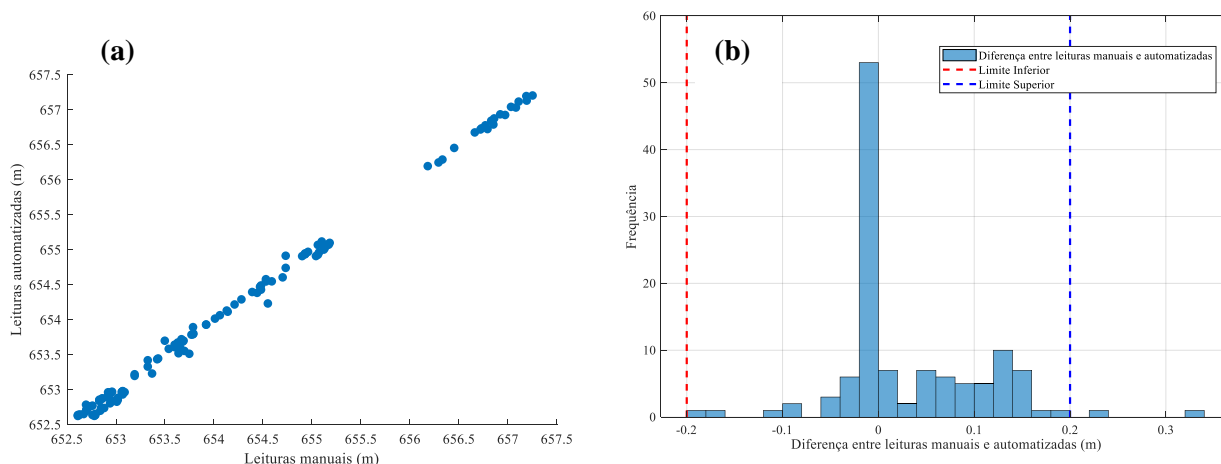 (a)
657.5
657
656.5
656
655.5
655
654.5
654
653.5
653
652.5
Leituras automatizadas (m)
652.5 653 653.5 654 654.5 655 655.5 656 656.5 657 657.5
Leituras manuais (m)
(b)
60
50
40
30
20
10
0
Frequência
Diferença entre leituras manuais e automatizadas
Limite Inferior
Limite Superior
-0.2 -0.1 0 0.1 0.2 0.3
Diferença entre leituras manuais e automatizadas (m)